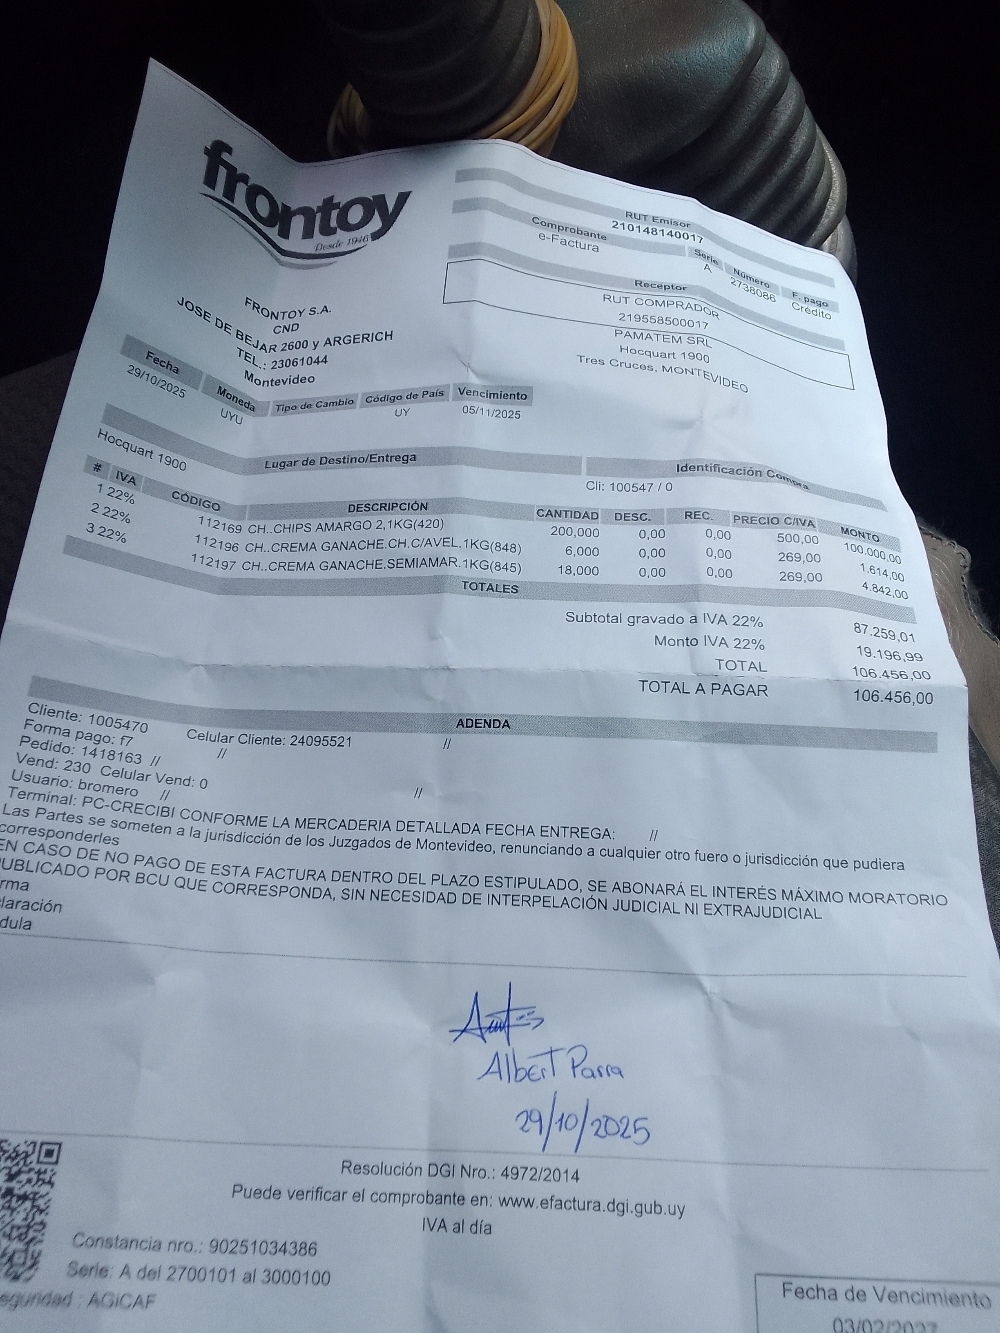 frontoy
Desde 1946
RUT Emisor
210148140017
Comprobante Serie Número F. pago
e-Factura A 2738086 Crédito
Receptor
RUT COMPRADOR
219558500017
PAMATEM SRL
Hocquart 1900
Tres Cruces, MONTEVIDEO
FRONTOY S.A.
CND
JOSE DE BEJAR 2600 y ARGERICH
TEL.: 23061044
Montevideo
Fecha Moneda Tipo de Cambio Código de País Vencimiento
29/10/2025 UYU UY 05/11/2025
Lugar de Destino/Entrega Identificación Compra
Hocquart 1900 Cli: 100547 / 0
# IVA CÓDIGO DESCRIPCIÓN CANTIDAD DESC. REC. PRECIO C/IVA MONTO
1 22% 112169 CH..CHIPS AMARGO 2,1KG(420) 200,000 0,00 0,00 500,00 100.000,00
2 22% 112196 CH..CREMA GANACHE.CH.C/AVEL.1KG(848) 6,000 0,00 0,00 269,00 1.614,00
3 22% 112197 CH..CREMA GANACHE.SEMIAMAR.1KG(845) 18,000 0,00 0,00 269,00 4.842,00
TOTALES
Subtotal gravado a IVA 22% 87.259,01
Monto IVA 22% 19.196,99
TOTAL 106.456,00
TOTAL A PAGAR 106.456,00
ADENDA
Cliente: 1005470 Celular Cliente: 24095521 //
Forma pago: f7 //
Pedido: 1418163 //
Vend: 230 Celular Vend: 0 //
Usuario: bromero //
Terminal: PC-CRECIBI CONFORME LA MERCADERIA DETALLADA FECHA ENTREGA: //
Las Partes se someten a la jurisdicción de los Juzgados de Montevideo, renunciando a cualquier otro fuero o jurisdicción que pudiera
corresponderles
EN CASO DE NO PAGO DE ESTA FACTURA DENTRO DEL PLAZO ESTIPULADO, SE ABONARÁ EL INTERÉS MÁXIMO MORATORIO
PUBLICADO POR BCU QUE CORRESPONDA, SIN NECESIDAD DE INTERPELACIÓN JUDICIAL NI EXTRAJUDICIAL
rma
laración
dula
Albert Parra
29/10/2025
Resolución DGI Nro.: 4972/2014
Puede verificar el comprobante en: www.efactura.dgi.gub.uy
IVA al día
Constancia nro.: 90251034386
Serie: A del 2700101 al 3000100
eguridad : AGICAF
Fecha de Vencimiento
03/02/2027